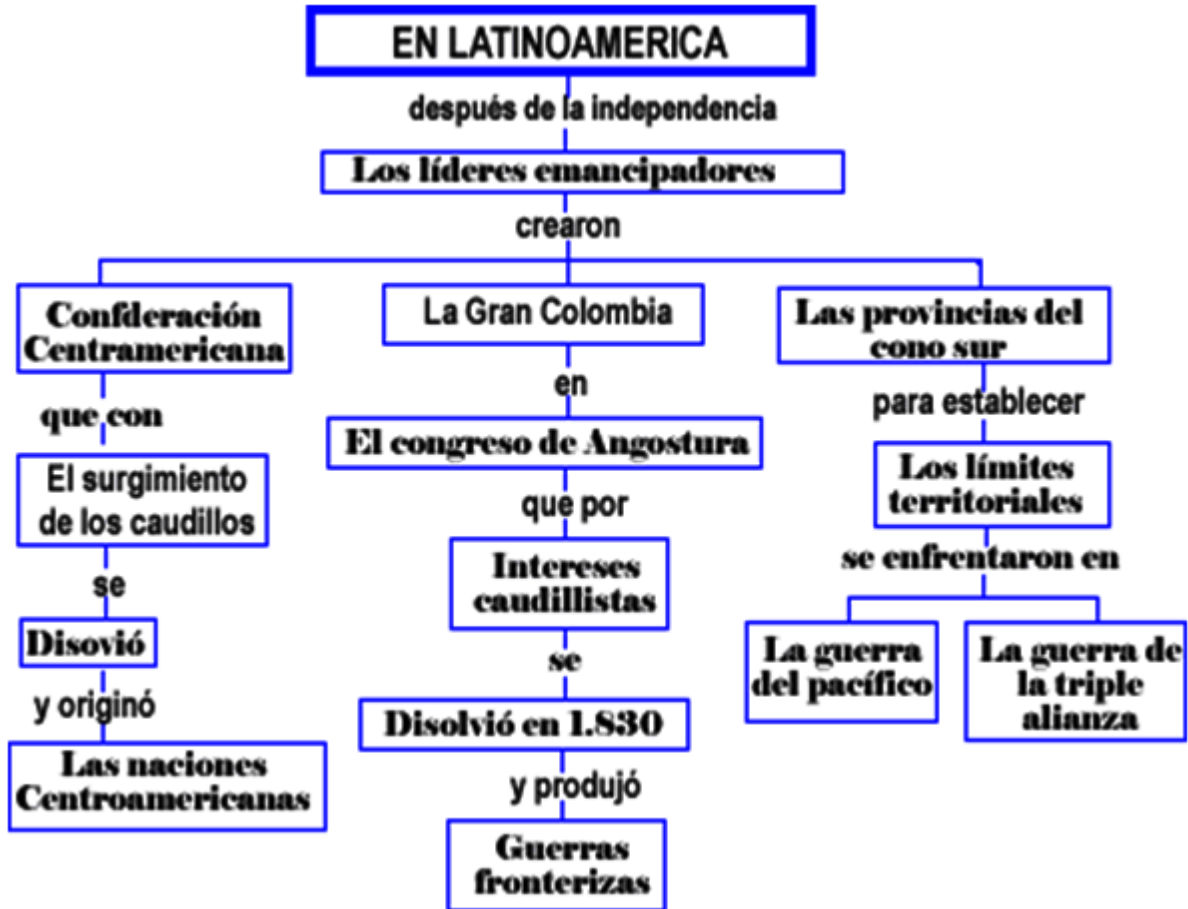 EN LATINOAMERICA
después de la independencia
Los líderes emancipadores
crearon
Confderación
Centramericana
que con
El surgimiento
de los caudillos
se
Disovió
y originó
Las naciones
Centroamericanas
La Gran Colombia
en
El congreso de Angostura
que por
Intereses
caudillistas
se
Disolvió en 1.830
y produjó
Guerras
fronterizas
Las provincias del
cono sur
para establecer
Los límites
territoriales
se enfrentaron en
La guerra
del pacífico
La guerra de
la triple
alianza